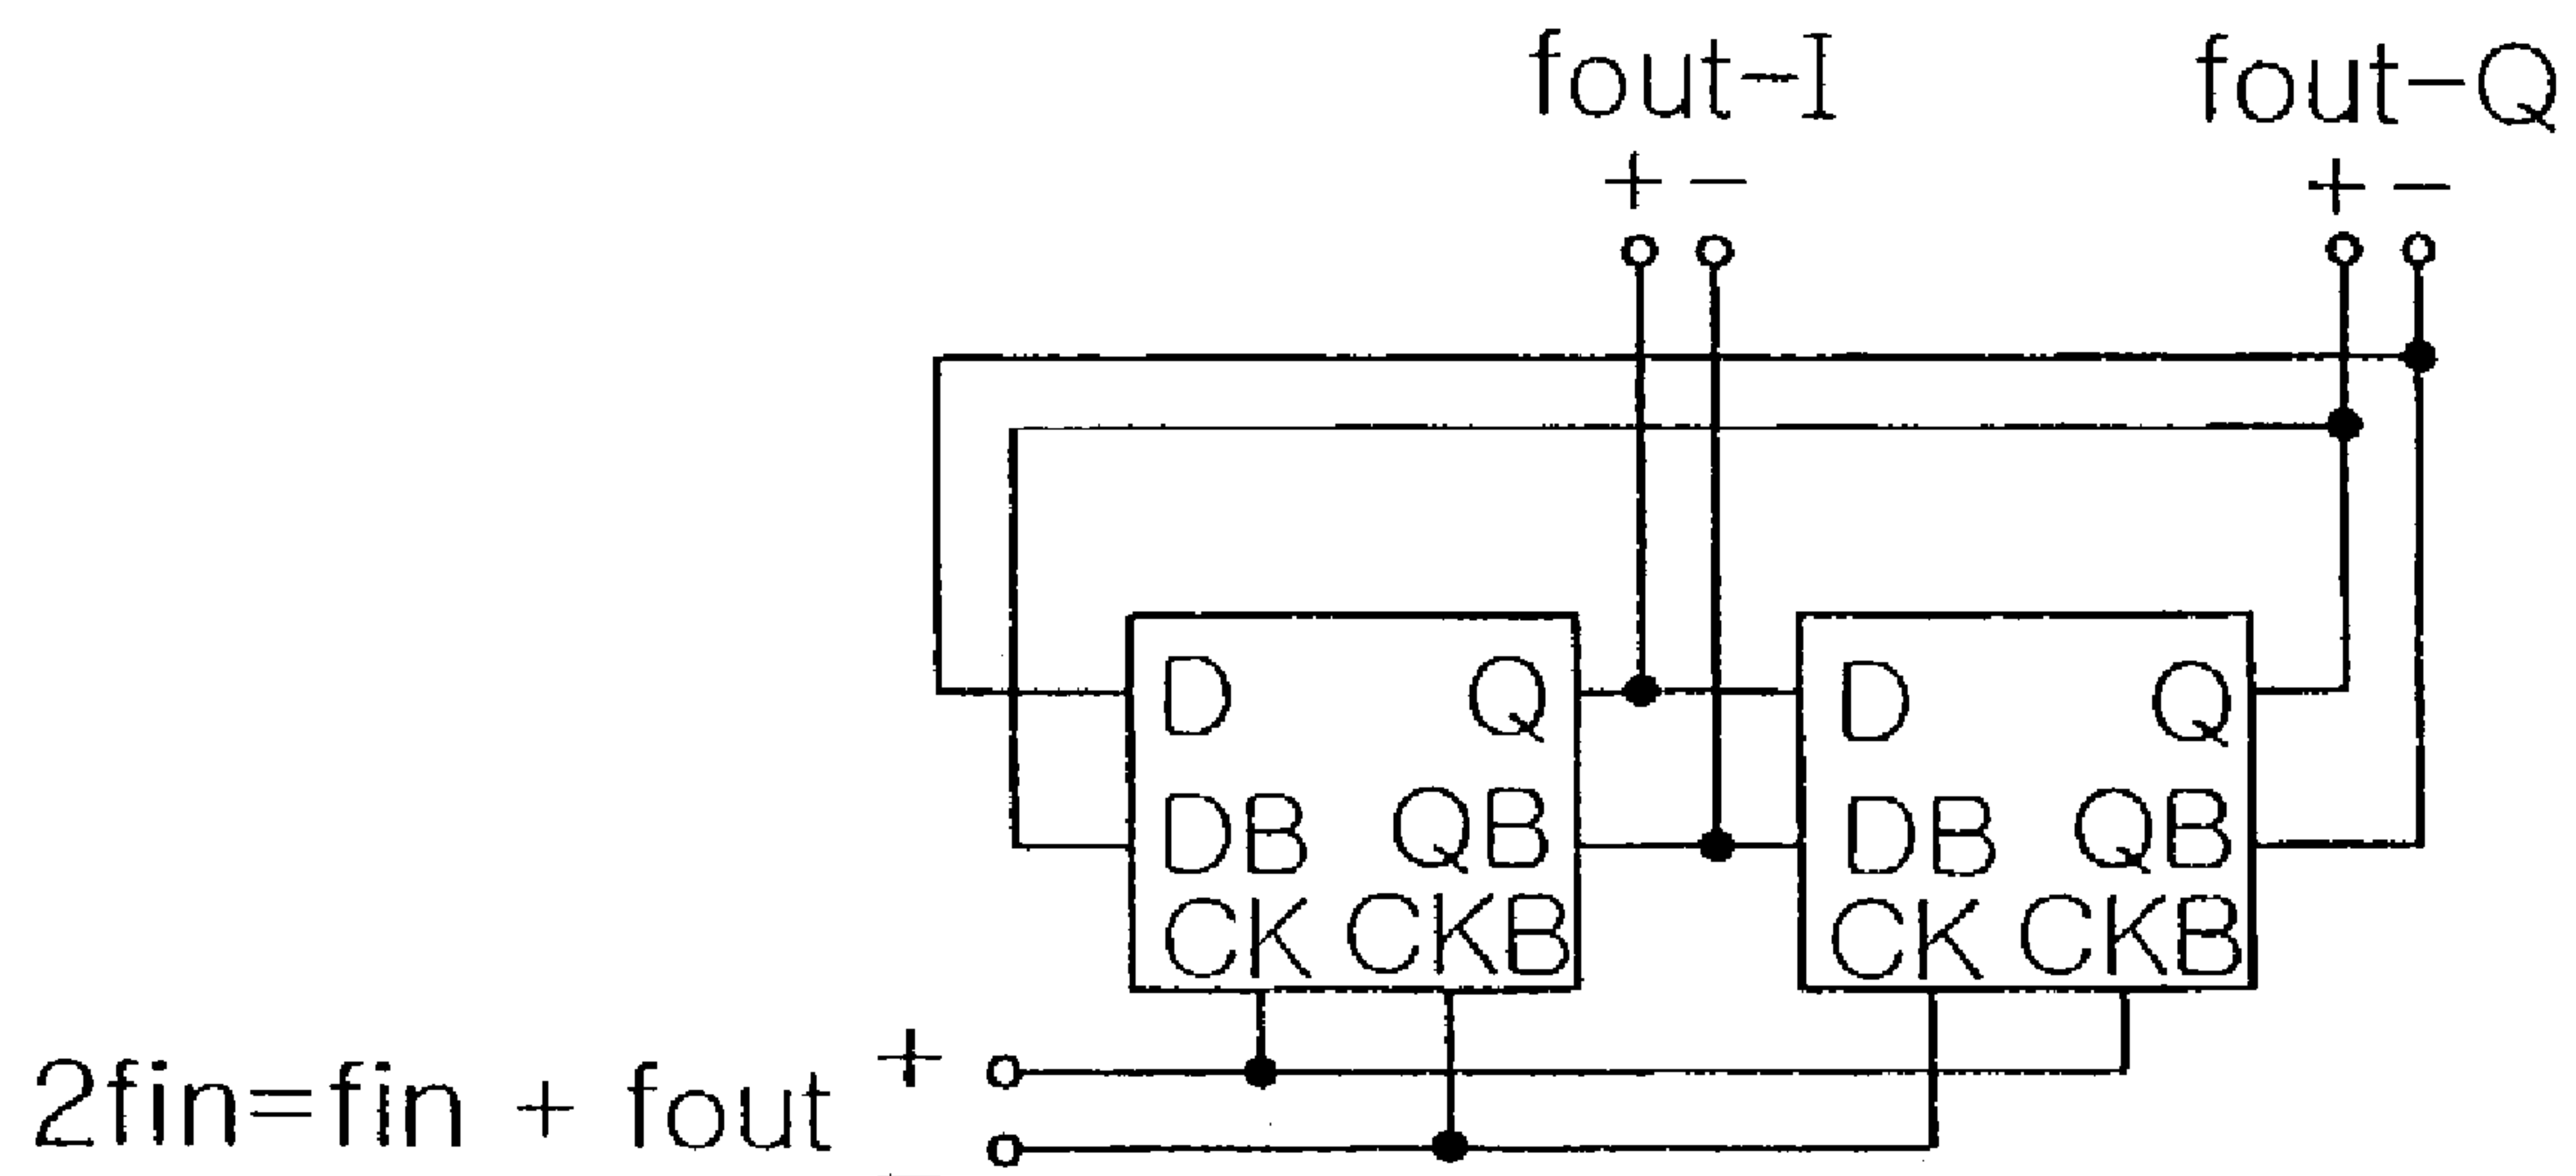 fout-I fout-Q
+ - + -
D Q D Q
DB QB DB QB
CK CKB CK CKB
2fin=fin + fout +
-